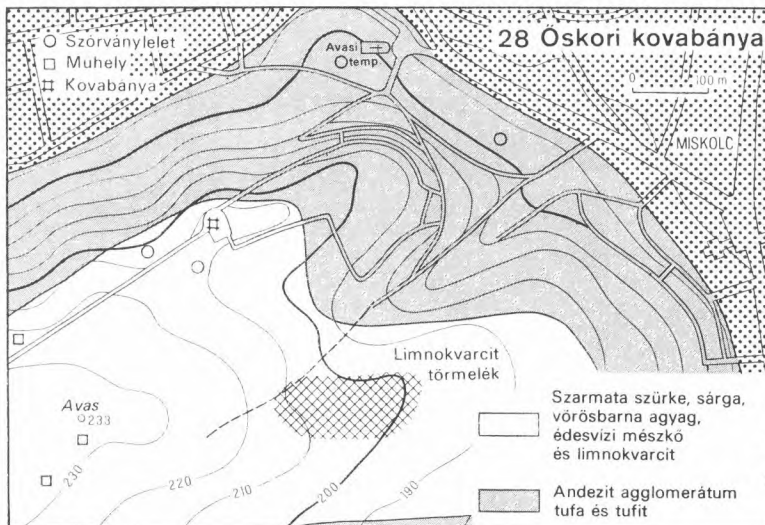 28 Őskori kovabánya
Szórványlelet
Muhely
Kovabánya
Avasi
temp.
0 100 m
MISKOLC
Limnokvarcit
törmelék
Avas
233
230
220
210
200
190
Szarmata szürke, sárga,
vörösbarna agyag,
édesvízi mészkő
és limnokvarcit
Andezit agglomerátum
tufa és tufit